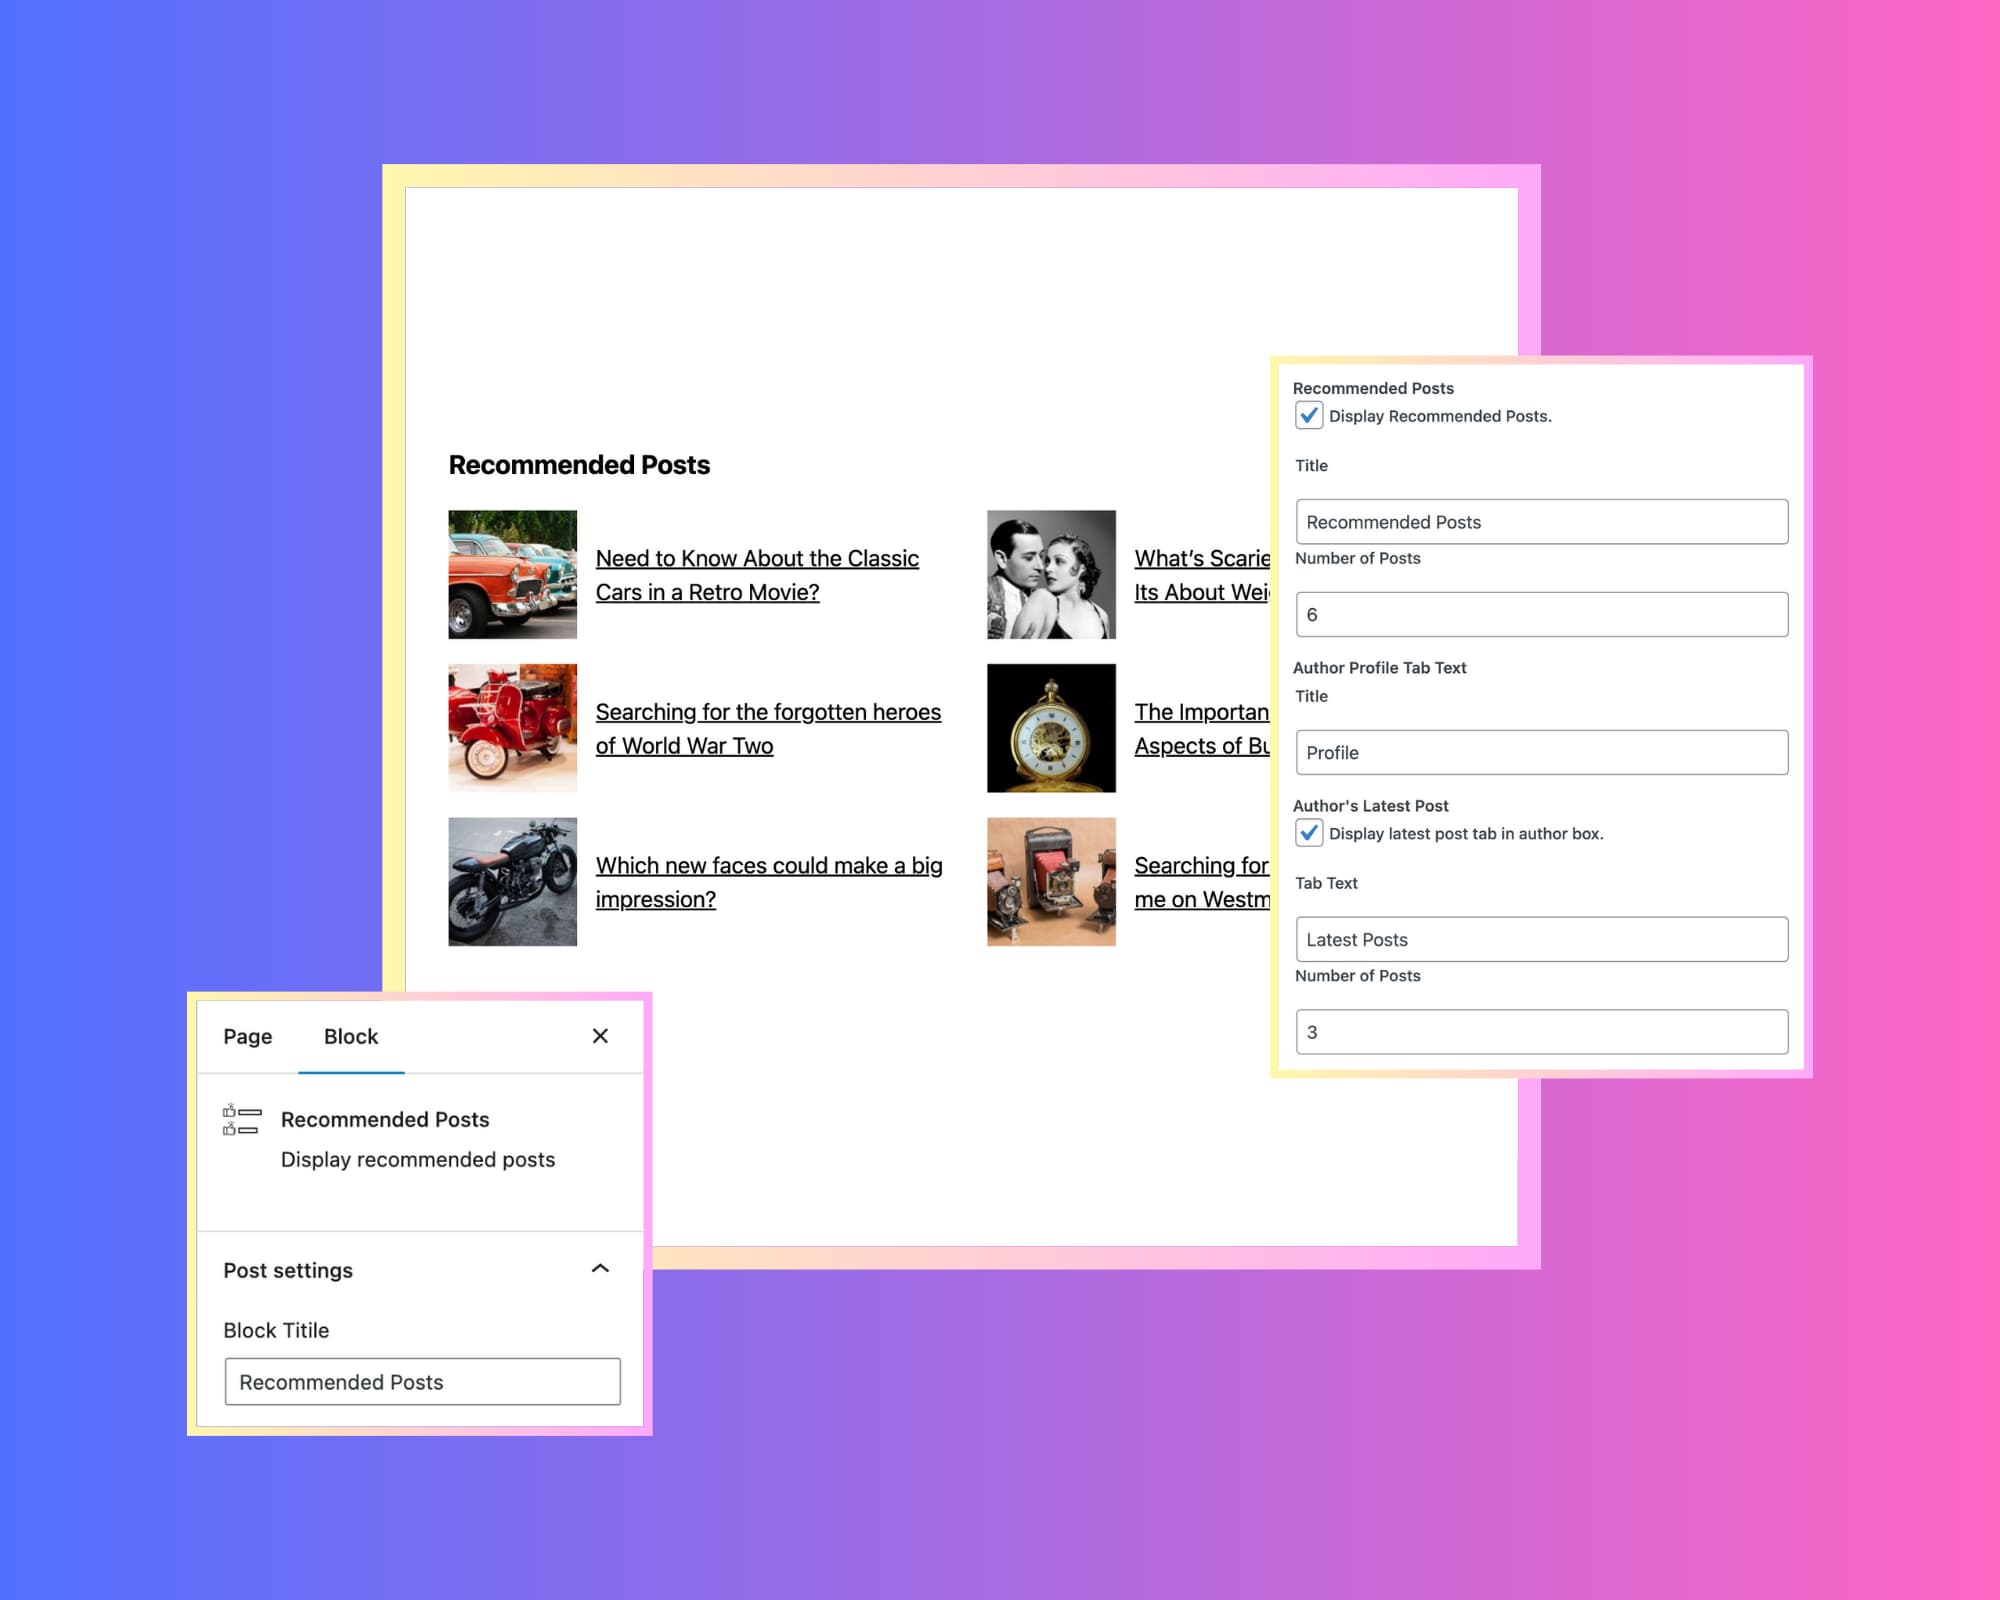 Recommended Posts
Need to Know About the Classic
Cars in a Retro Movie?
Searching for the forgotten heroes
of World War Two
Which new faces could make a big
impression?
What's Scarie
Its About Wei
The Importan
Aspects of Bu
Searching for
me on Westm
Recommended Posts
Display Recommended Posts.
Title
Recommended Posts
Number of Posts
6
Author Profile Tab Text
Title
Profile
Author's Latest Post
Display latest post tab in author box.
Tab Text
Latest Posts
Number of Posts
3
Page Block
Recommended Posts
Display recommended posts
Post settings
Block Titile
Recommended Posts